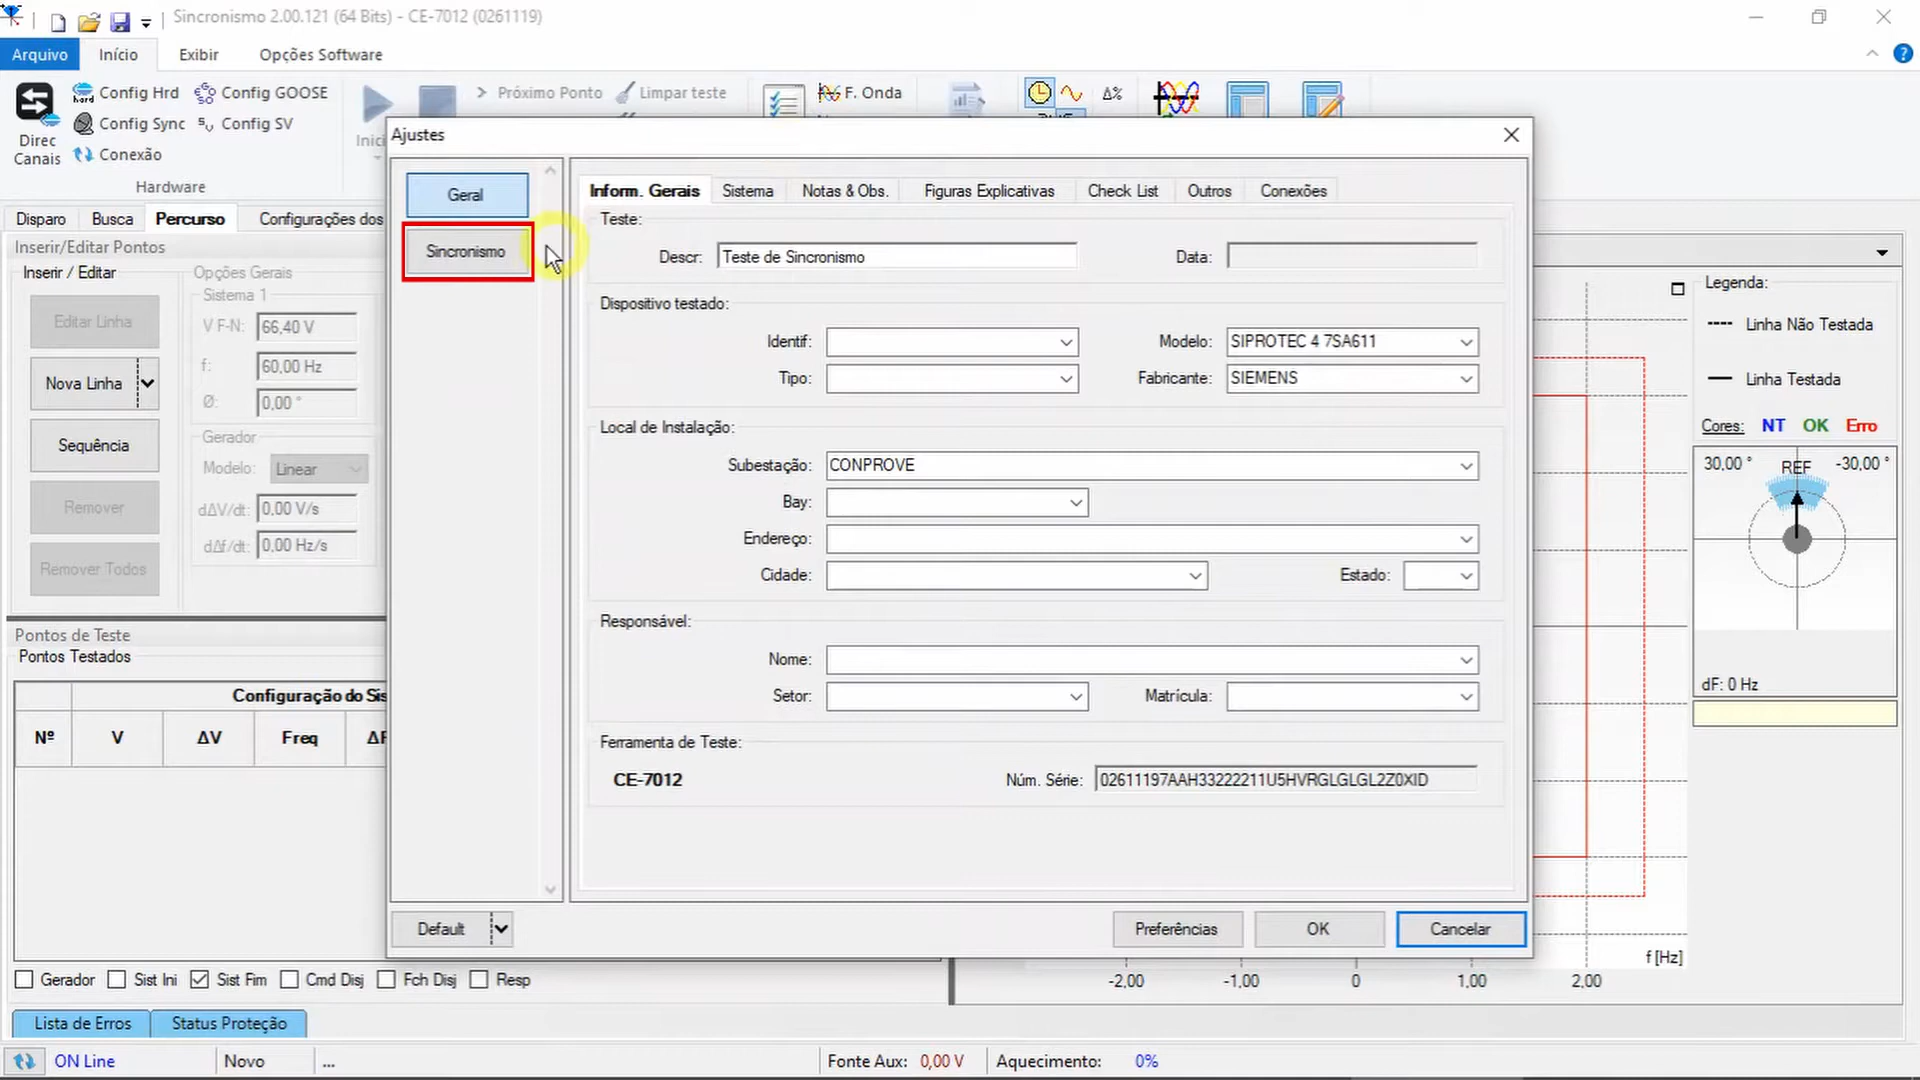 Sincronismo 2.00.121 (64 Bits) - CE-7012 (0261119)
Arquivo Início Exibir Opções Software
Config Hrd Config GOOSE Próximo Ponto Limpar teste F. Onda Δ%
Direc Canais
Config Sync Config SV
Conexão
Hardware
Disparo Busca Percurso Configurações dos
Inserir/Editar Pontos
Inserir / Editar
Editar Linha
Nova Linha
Sequência
Remover
Remover Todos
Opções Gerais
Sistema 1
V F-N: 66,40 V
f: 60,00 Hz
Ø: 0,00 °
Gerador
Modelo: Linear
dΔV/dt: 0,00 V/s
dΔf/dt: 0,00 Hz/s
Pontos de Teste
Pontos Testados
Configuração do Sis
Nº V ΔV Freq ΔF
Gerador Sist Ini Sist Fim Cmd Disj Fch Disj Resp
Lista de Erros Status Proteção
ON Line Novo ... Fonte Aux: 0,00 V Aquecimento: 0%
Ajustes
Geral
Sincronismo
Inform. Gerais Sistema Notas & Obs. Figuras Explicativas Check List Outros Conexões
Teste:
Descr: Teste de Sincronismo Data:
Dispositivo testado:
Identif: Modelo: SIPROTEC 4 7SA611
Tipo: Fabricante: SIEMENS
Local de Instalação:
Subestação: CONPROVE
Bay:
Endereço:
Cidade: Estado:
Responsável:
Nome:
Setor: Matrícula:
Ferramenta de Teste:
CE-7012 Núm. Série: 02611197AAH33222211U5HVRGLGLGL2Z0XID
Default Preferências OK Cancelar
Legenda:
Linha Não Testada
Linha Testada
Cores: NT OK Erro
30,00 ° REF -30,00 °
dF: 0 Hz
f [Hz]
-2,00 -1,00 0 1,00 2,00